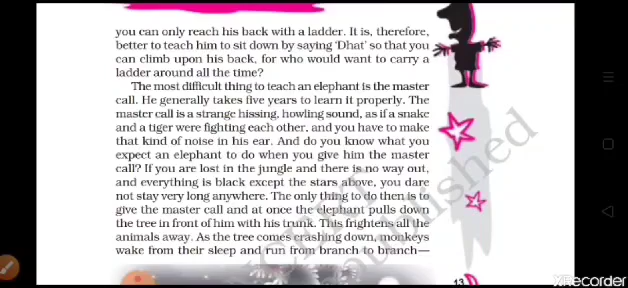 you can only reach his back with a ladder. It is, therefore,
better to teach him to sit down by saying 'Dhat' so that you
can climb upon his back, for who would want to carry a
ladder around all the time?
The most difficult thing to teach an elephant is the master
call. He generally takes five years to learn it properly. The
master call is a strange hissing, howling sound, as if a snake
and a tiger were fighting each other, and you have to make
that kind of noise in his ear. And do you know what you
expect an elephant to do when you give him the master
call? If you are lost in the jungle and there is no way out,
and everything is black except the stars above, you dare
not stay very long anywhere. The only thing to do then is to
give the master call and at once the elephant pulls down
the tree in front of him with his trunk. This frightens all the
animals away. As the tree comes crashing down, monkeys
wake from their sleep and run from branch to branch—
13
NCERT
published
XRecorder